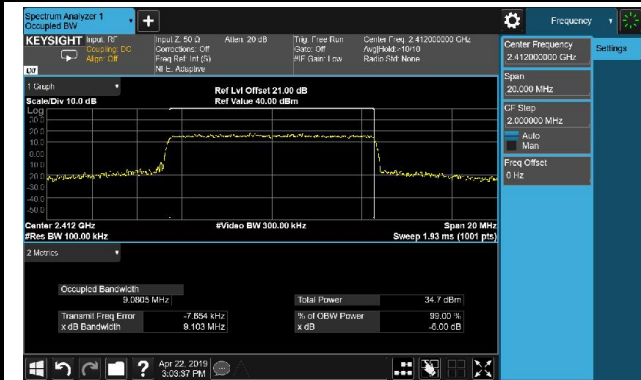 Spectrum Analyzer 1
Occupied BW
+
Frequency
KEYSIGHT
Input: RF
Coupling: DC
Align: Off
Input Z: 50 Ω
Corrections: Off
Freq Ref: Int (S)
NFE: Adaptive
Atten: 20 dB
Trig: Free Run
Gate: Off
#IF Gain: Low
Center Freq: 2.412000000 GHz
Avg|Hold:>10/10
Radio Std: None
1 Graph
Scale/Div 10.0 dB
Ref Lvl Offset 21.00 dB
Ref Value 40.00 dBm
Log
30.0
20.0
10.0
0.00
-10.0
-20.0
-30.0
-40.0
-50.0
Center 2.412 GHz
#Res BW 100.00 kHz
#Video BW 300.00 kHz
Span 20 MHz
Sweep 1.93 ms (1001 pts)
2 Metrics
Occupied Bandwidth
9.0805 MHz
Transmit Freq Error
-7.654 kHz
x dB Bandwidth
9.103 MHz
Total Power
34.7 dBm
% of OBW Power
99.00 %
x dB
-6.00 dB
Center Frequency
2.412000000 GHz
Settings
Span
20.000 MHz
CF Step
2.000000 MHz
Auto
Man
Freq Offset
0 Hz
?
Apr 22, 2019
3:03:37 PM